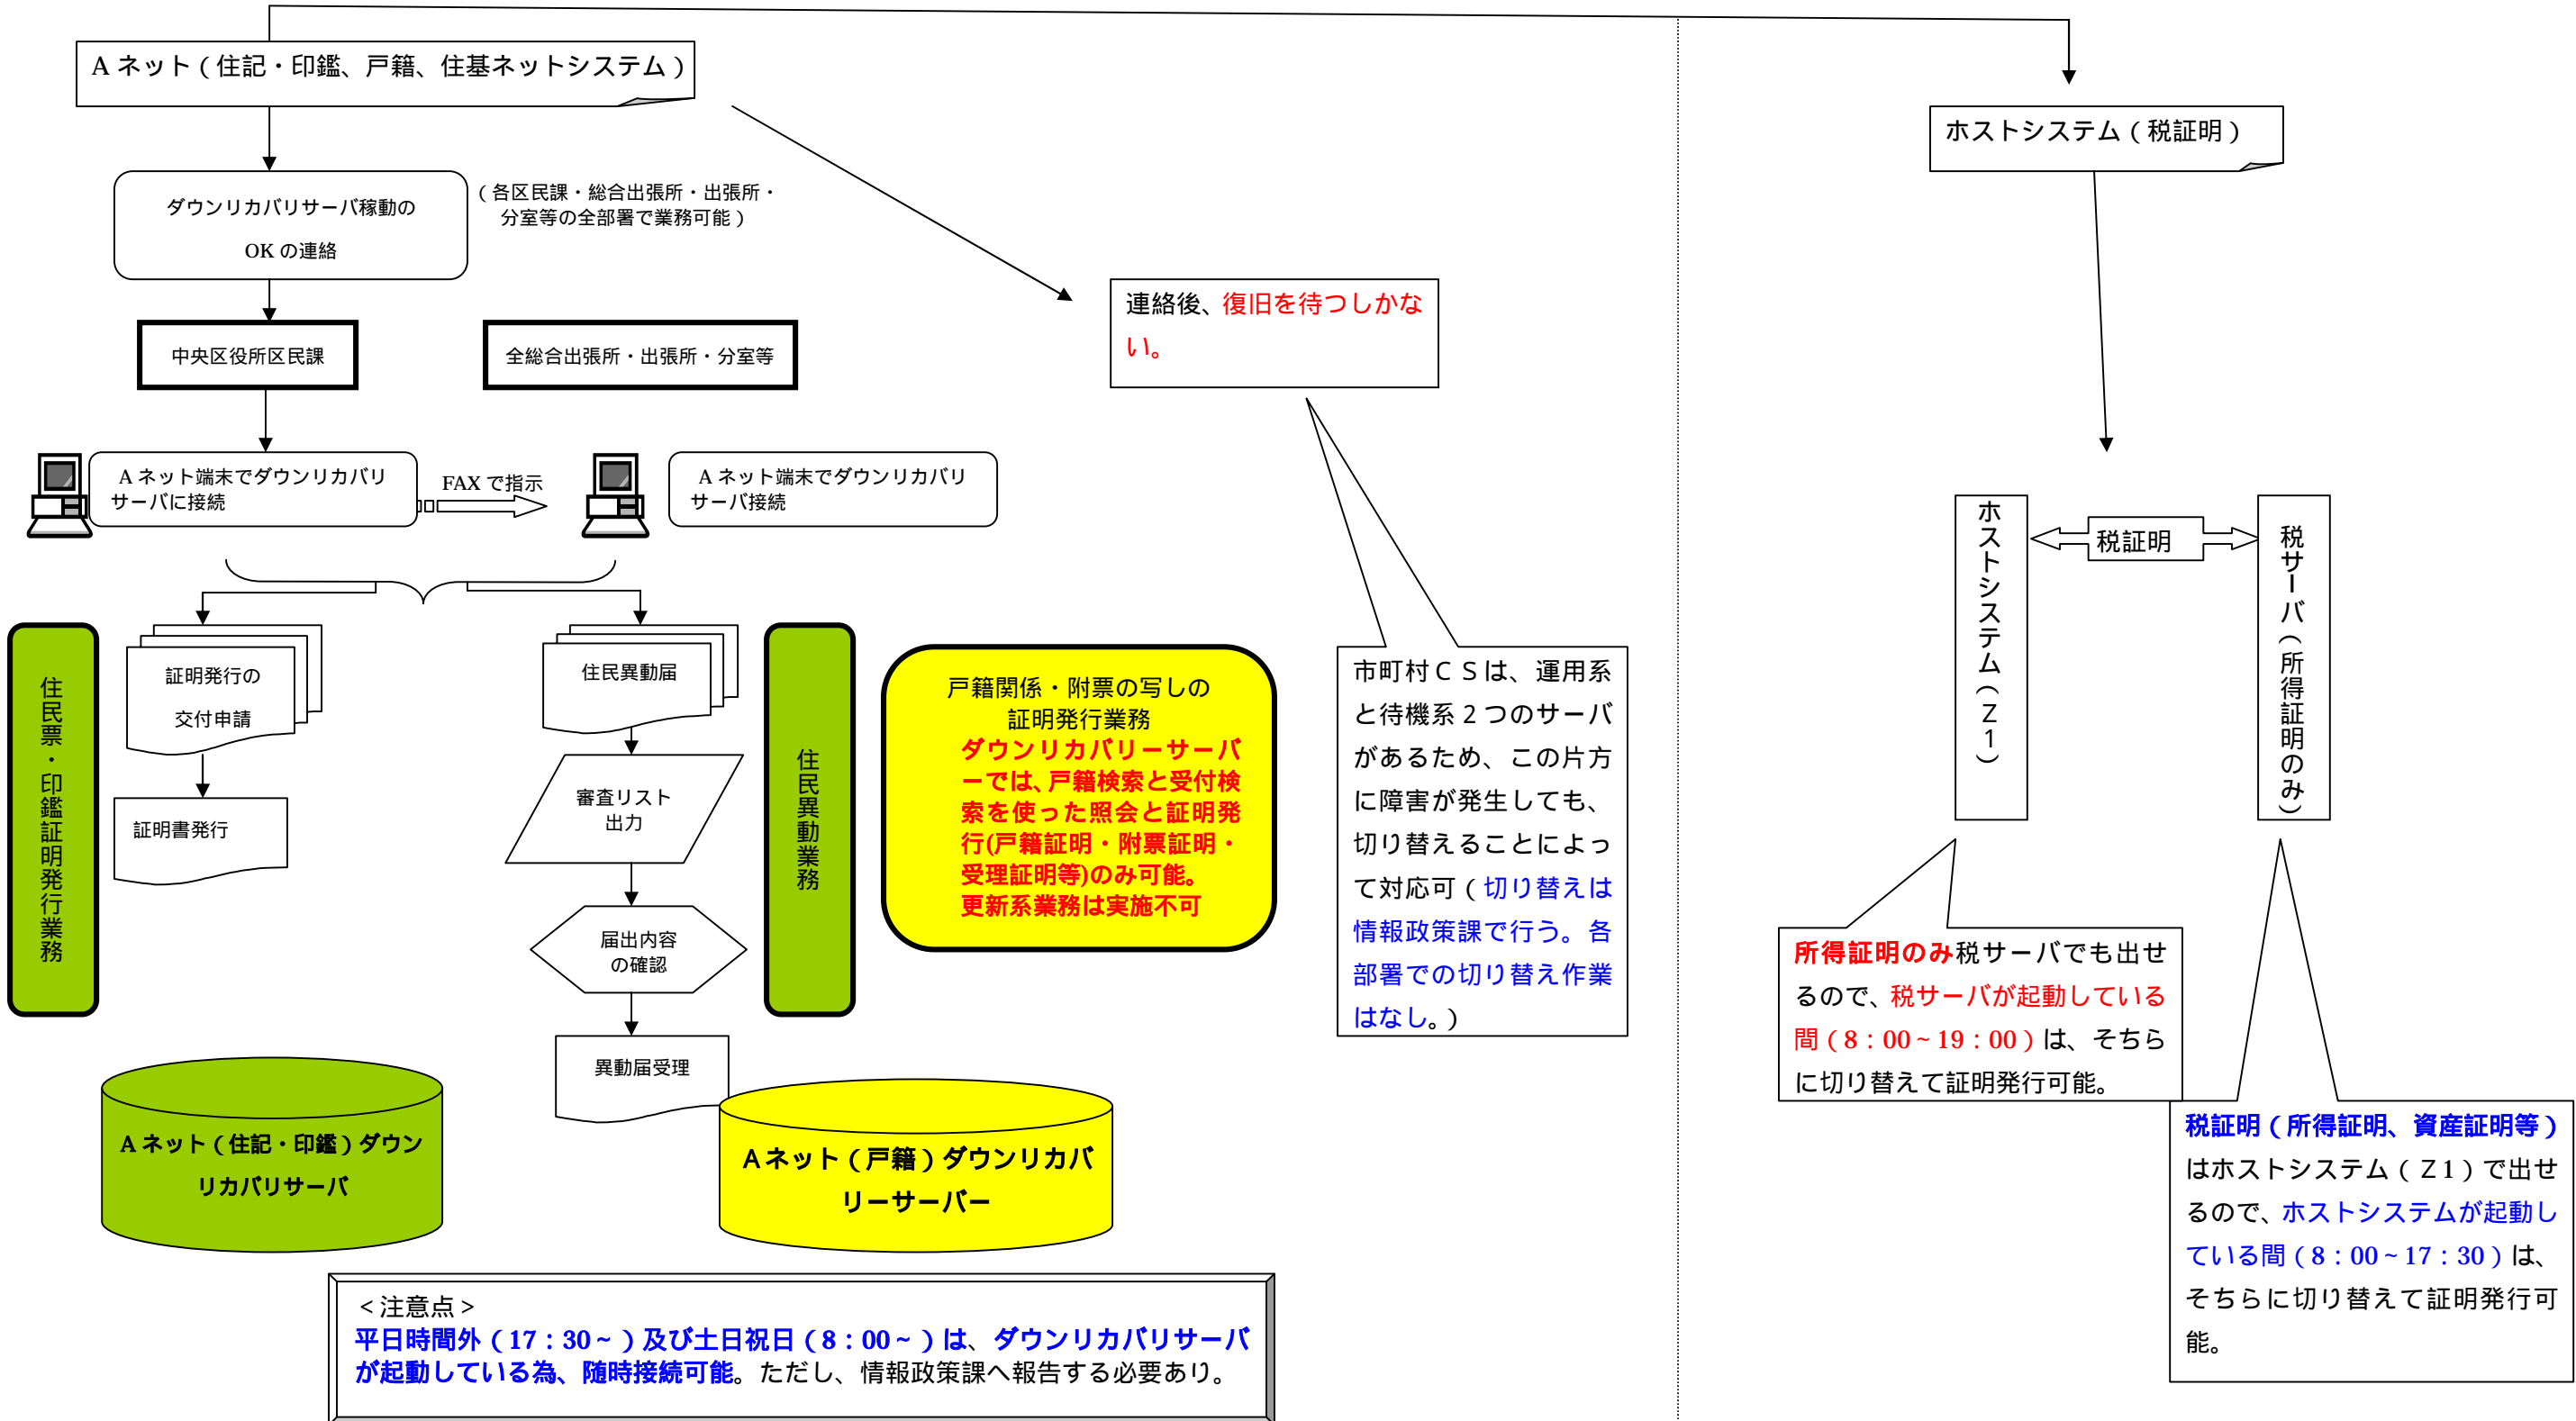 Aネット（住記・印鑑、戸籍、住基ネットシステム）
ダウンリカバリサーバ稼動の
OKの連絡
（各区民課・総合出張所・出張所・
分室等の全部署で業務可能）
中央区役所区民課
全総合出張所・出張所・分室等
Aネット端末でダウンリカバリ
サーバに接続
FAXで指示
Aネット端末でダウンリカバリ
サーバ接続
連絡後、復旧を待つしかな
い。
住民票・印鑑証明発行業務
証明発行の
交付申請
証明書発行
住民異動届
審査リスト
出力
届出内容
の確認
異動届受理
住民異動業務
戸籍関係・附票の写しの
証明発行業務
ダウンリカバリーサーバ
ーでは、戸籍検索と受付検
索を使った照会と証明発
行(戸籍証明・附票証明・
受理証明等)のみ可能。
更新系業務は実施不可
市町村ＣＳは、運用系
と待機系２つのサーバ
があるため、この片方
に障害が発生しても、
切り替えることによっ
て対応可（切り替えは
情報政策課で行う。各
部署での切り替え作業
はなし。）
Aネット（住記・印鑑）ダウン
リカバリサーバ
Aネット（戸籍）ダウンリカバ
リーサーバー
＜注意点＞
平日時間外（17：30～）及び土日祝日（8：00～）は、ダウンリカバリサーバ
が起動している為、随時接続可能。ただし、情報政策課へ報告する必要あり。
ホストシステム（税証明）
ホストシステム（Ｚ１）
税証明
税サーバ（所得証明のみ）
所得証明のみ税サーバでも出せ
るので、税サーバが起動している
間（8：00～19：00）は、そちら
に切り替えて証明発行可能。
税証明（所得証明、資産証明等）
はホストシステム（Ｚ1）で出せ
るので、ホストシステムが起動し
ている間（8：00～17：30）は、
そちらに切り替えて証明発行可
能。